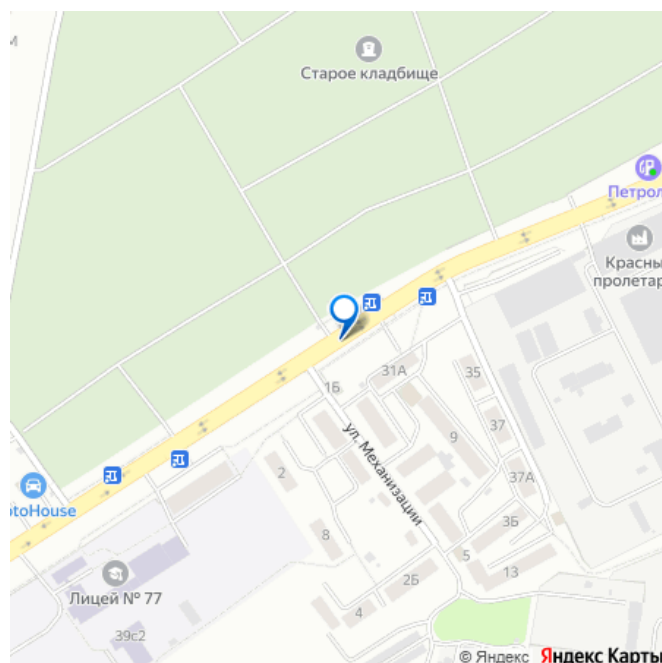 м
Старое кладбище
Петрол
Красны
пролетар
31А
35
1Б
37
9
ул. Механизации
2
37А
otoHouse
8
3Б
5
13
Лицей № 77
2Б
4
39с2
© Яндекс Яндекс Карты